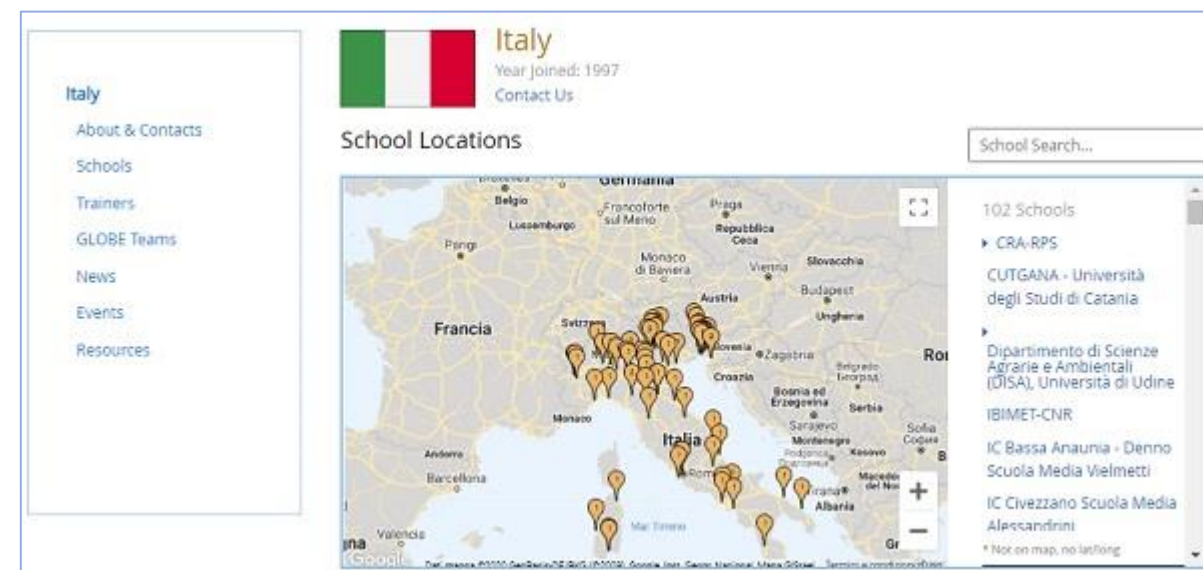 Italy
About & Contacts
Schools
Trainers
GLOBE Teams
News
Events
Resources
Italy
Year Joined: 1997
Contact Us
School Locations
School Search...
Germania
Belgio
Francoforte
sul Meno
Praga
Lussemburgo
Repubblica
Ceca
Parigi
Monaco
di Baviera
Vienna
Slovacchia
Budapest
Austria
Ungheria
Francia
Slovenia
Zagabria
Croazia
Bosnia ed
Erzegovina
Serbia
Sarajevo
Monaco
Italia
Montenegro
Kosovo
Andorra
Barcellona
Albania
Mar Tirreno
Valencia
Google
102 Schools
CRA-RPS
CUTGANA - Università
degli Studi di Catania
Dipartimento di Scienze
Agrarie e Ambientali
(DISA), Università di Udine
IBIMET-CNR
IC Bassa Anaunia - Denno
Scuola Media Vielmetti
IC Civezzano Scuola Media
Alessandrini
* Not on map, no lat/long